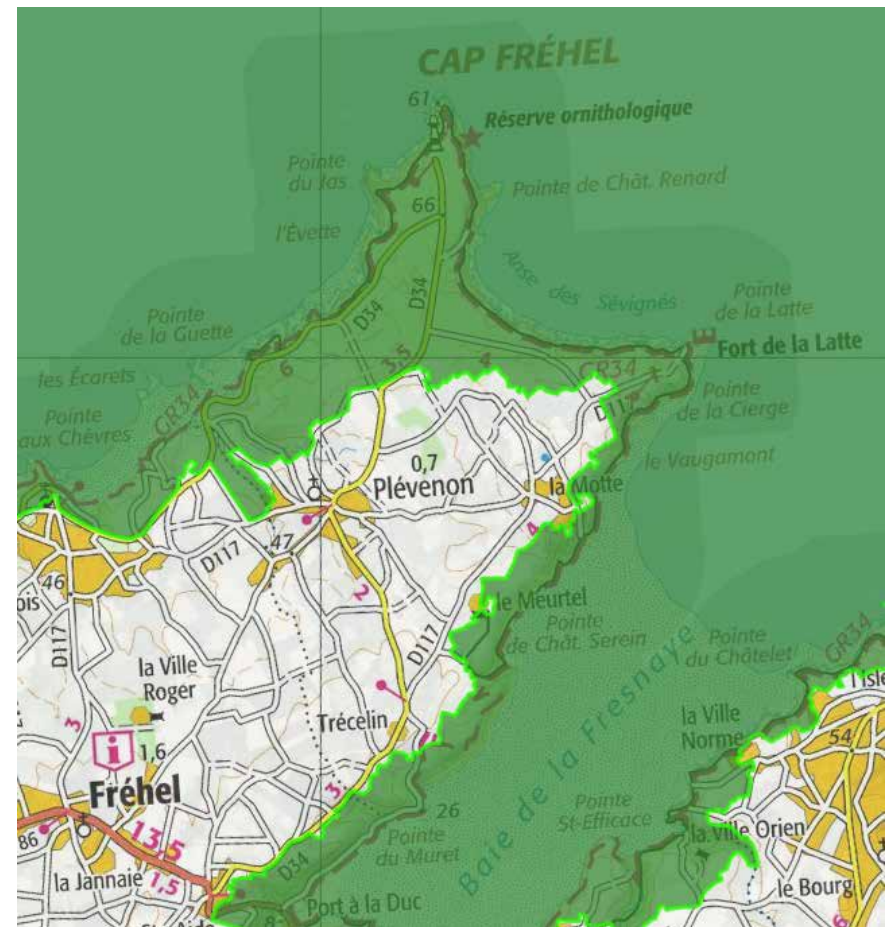 CAP FRÉHEL
61
Réserve ornithologique
Pointe
du Jas
Pointe de Chât. Renard
66
l'Évette
Anse des Sévignés
Pointe
de la Guette
D34
D34
Pointe
de la Latte
Fort de la Latte
3,5
4
GR34
6
les Écarets
GR34
D117
Pointe
de la Cierge
Pointe
aux Chèvres
le Vaugamont
0,7
Plévenon
la Motte
4
47
D117
46
ois
2
le Meurtel
Pointe
de Chât. Serein
D117
D117
Pointe
du Châtelet
GR34
la Ville
Roger
l'Isle
Trécelin
la Ville
Norme
54
3
1,6
i
Baie de la Fresnaye
Fréhel
3
26
Pointe
St-Efficace
86
13,5
Pointe
du Muret
la Ville Orien
la Jannaie
1,5
D34
le Bourg
Port à la Duc
8
6